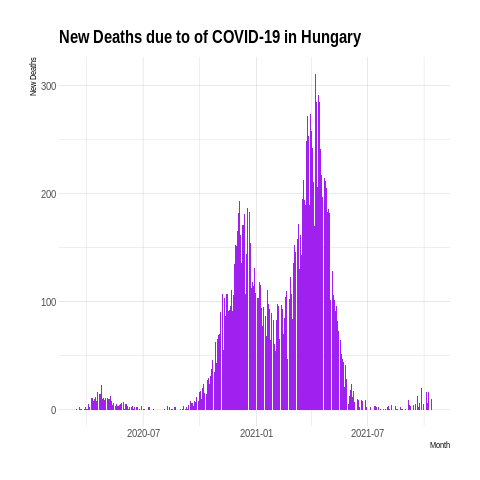 New Deaths due to of COVID-19 in Hungary
New Deaths
300
200
100
0
2020-07
2021-01
2021-07
Month